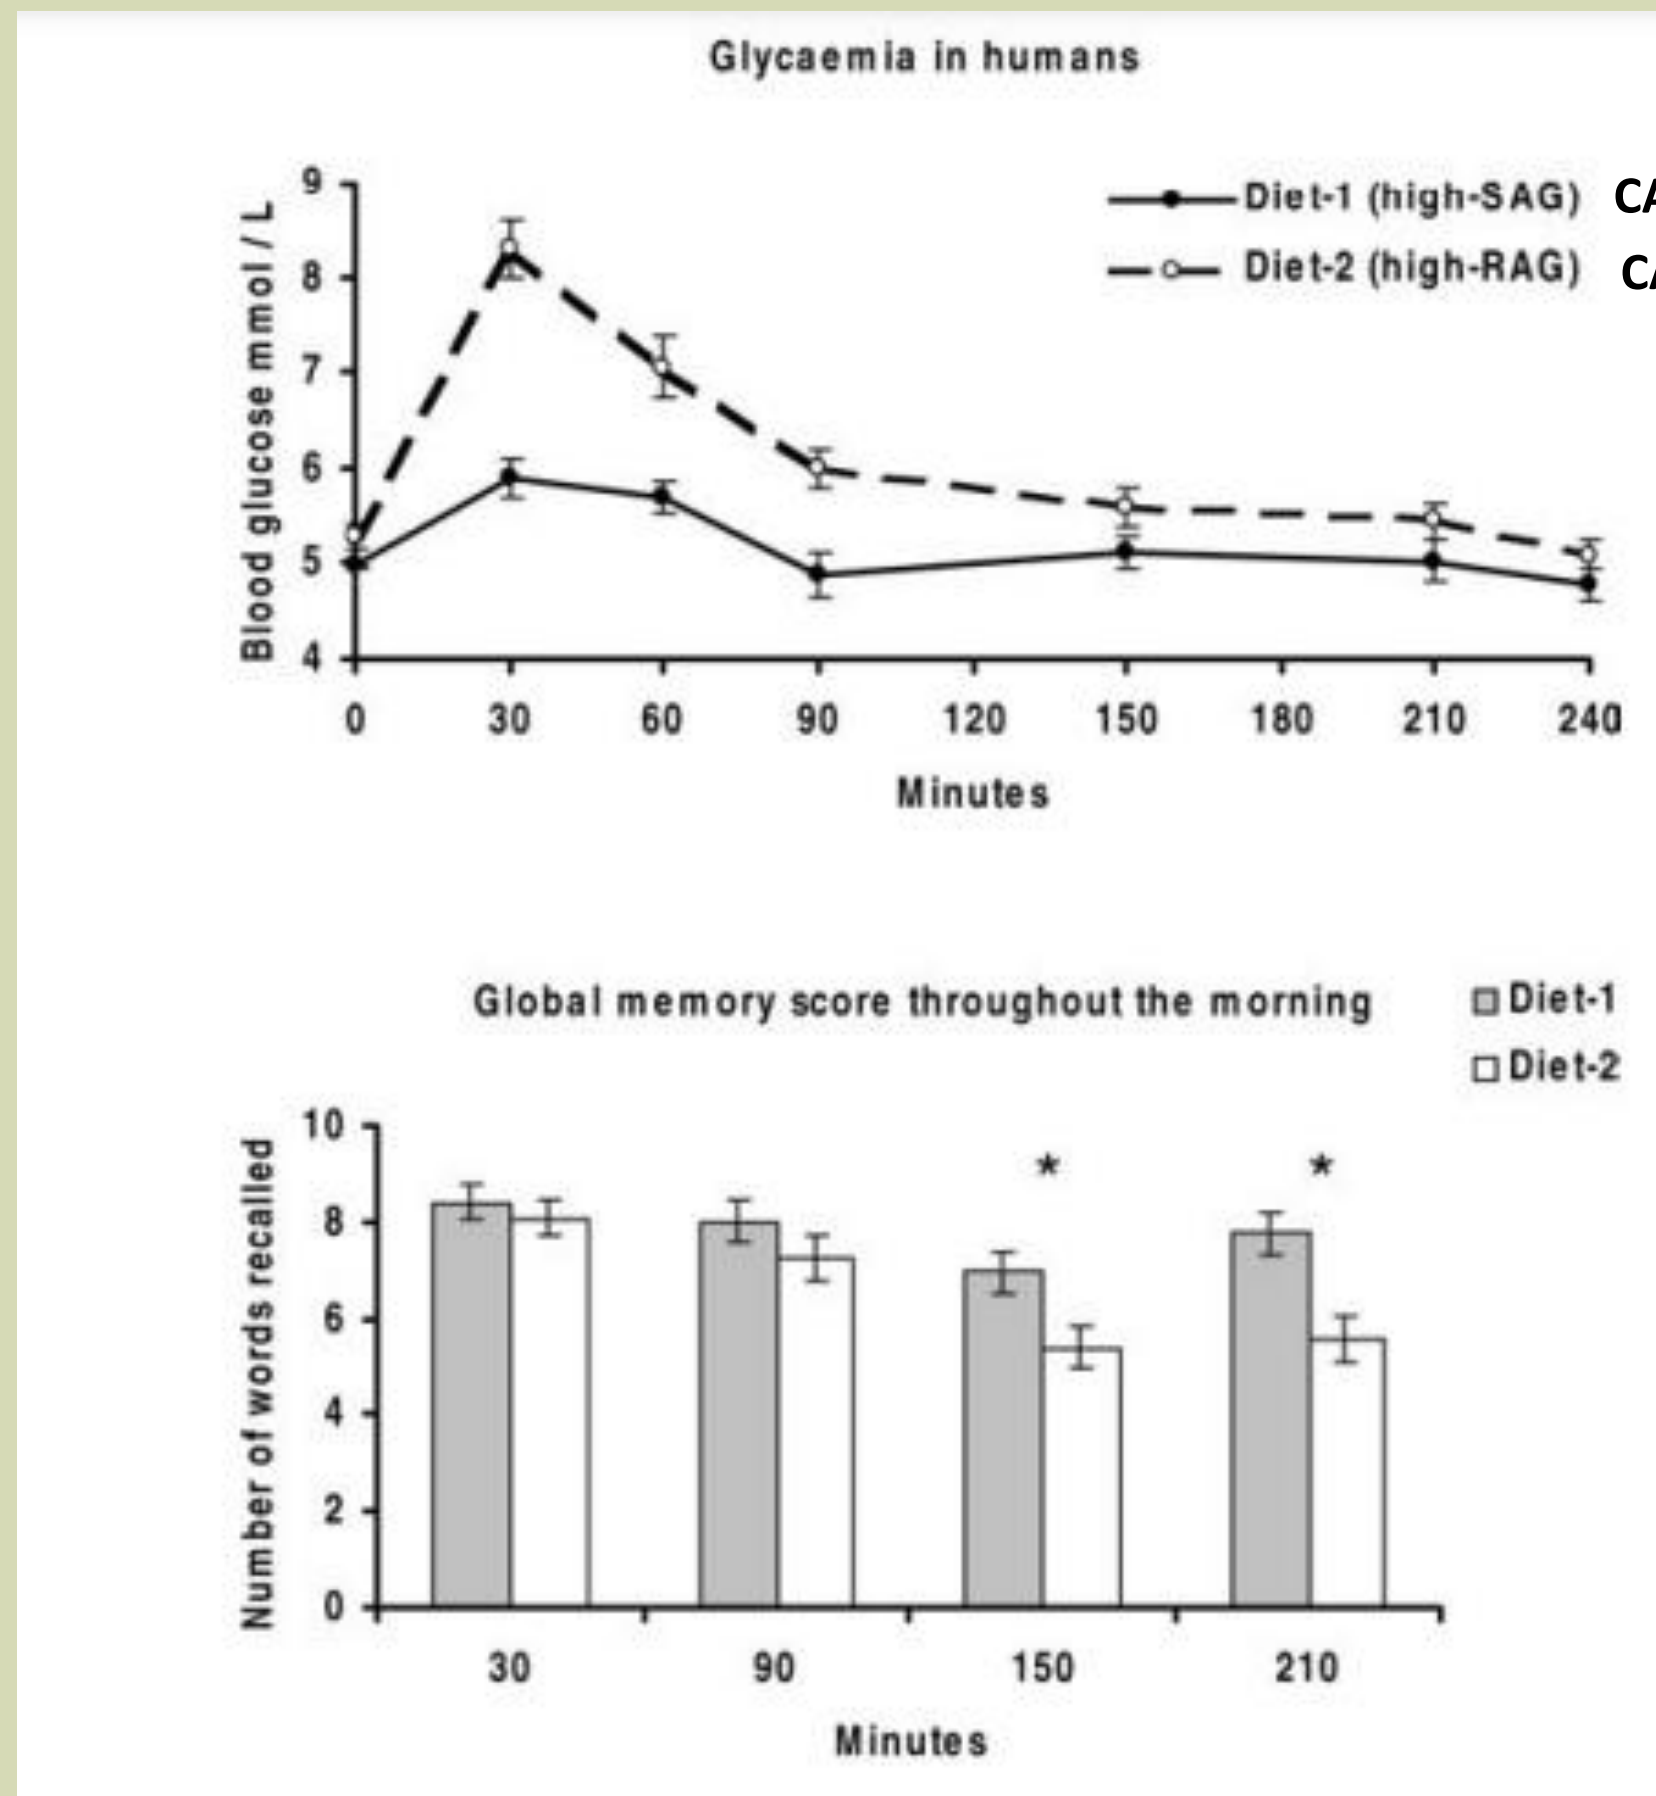 Glycaemia in humans
Diet-1 (high-SAG) CA
Diet-2 (high-RAG) CA
Blood glucose mmol / L
9
8
7
6
5
4
0 30 60 90 120 150 180 210 240
Minutes
Global memory score throughout the morning
Diet-1
Diet-2
Number of words recalled
10
8
6
4
2
0
* *
30 90 150 210
Minutes